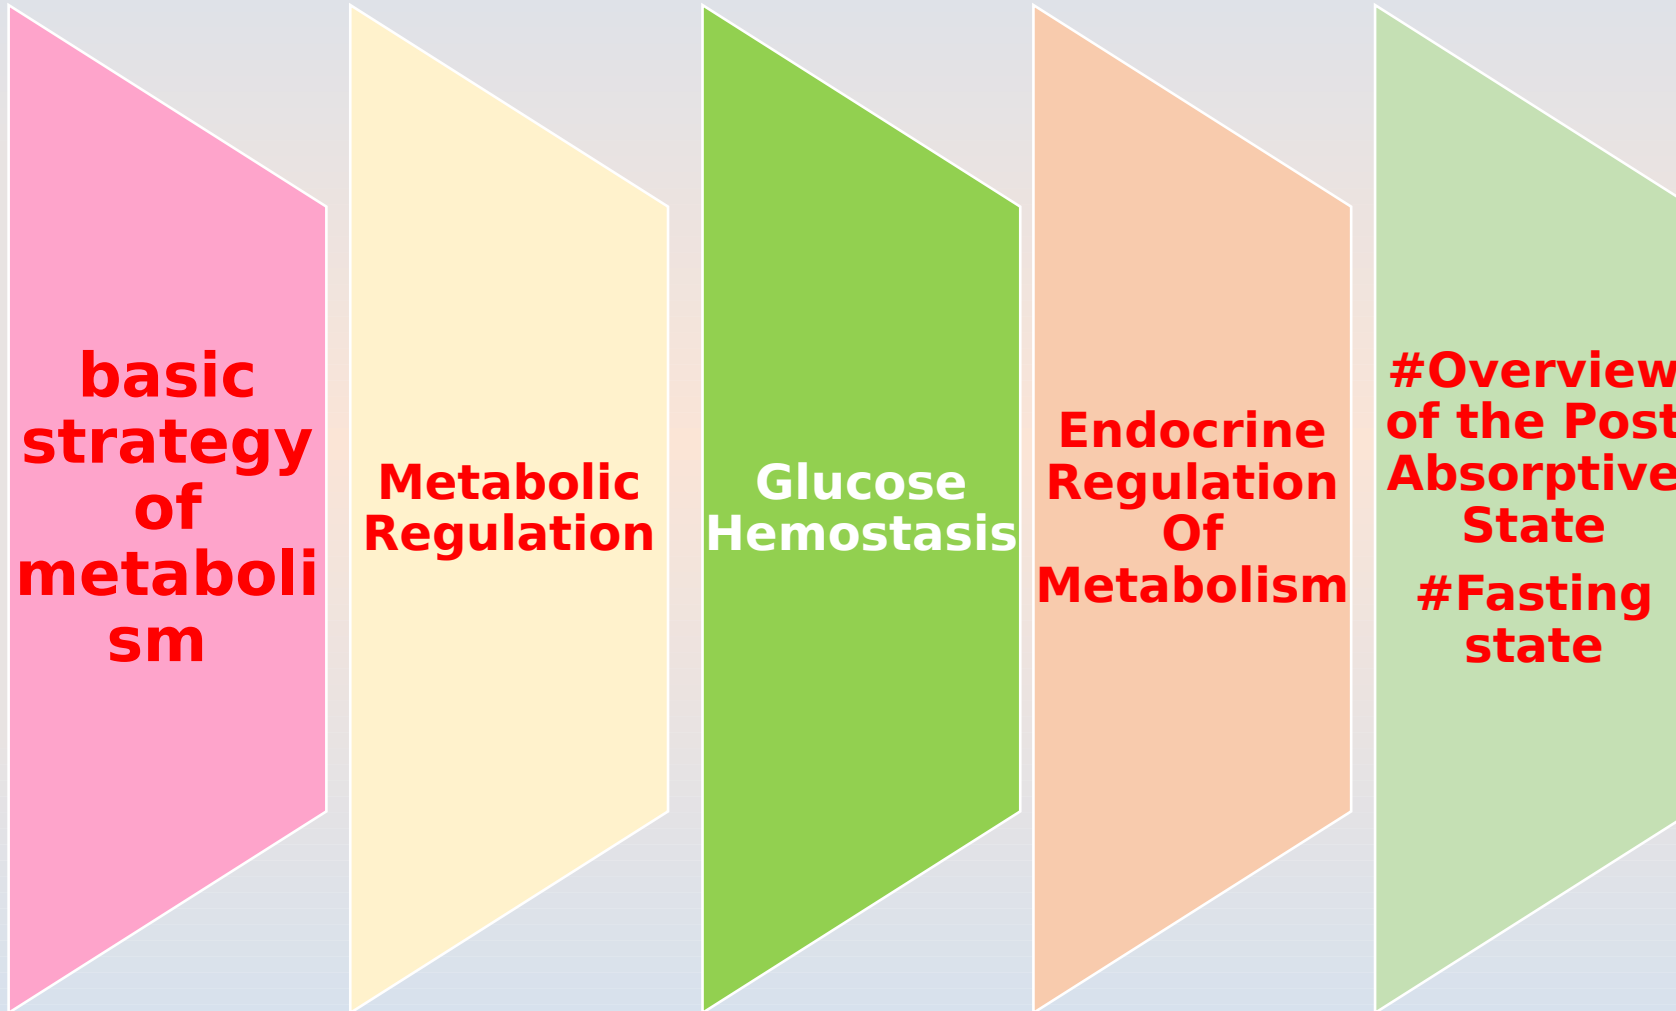 basic
strategy
of
metaboli
sm
Metabolic
Regulation
Glucose
Hemostasis
Endocrine
Regulation
Of
Metabolism
#Overview
of the Post
Absorptive
State
#Fasting
state